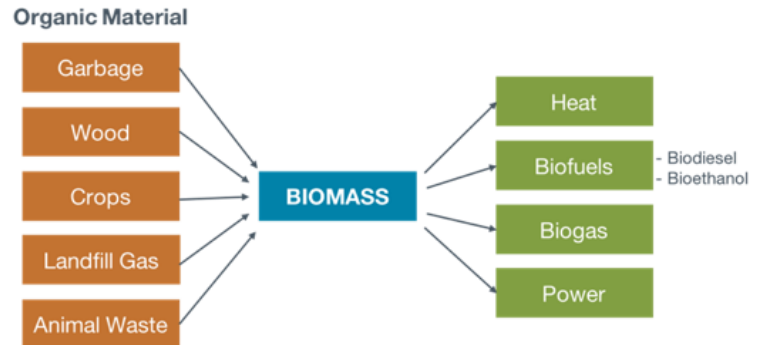 Organic Material
Garbage
Wood
Crops
Landfill Gas
Animal Waste
BIOMASS
Heat
Biofuels
- Biodiesel
- Bioethanol
Biogas
Power